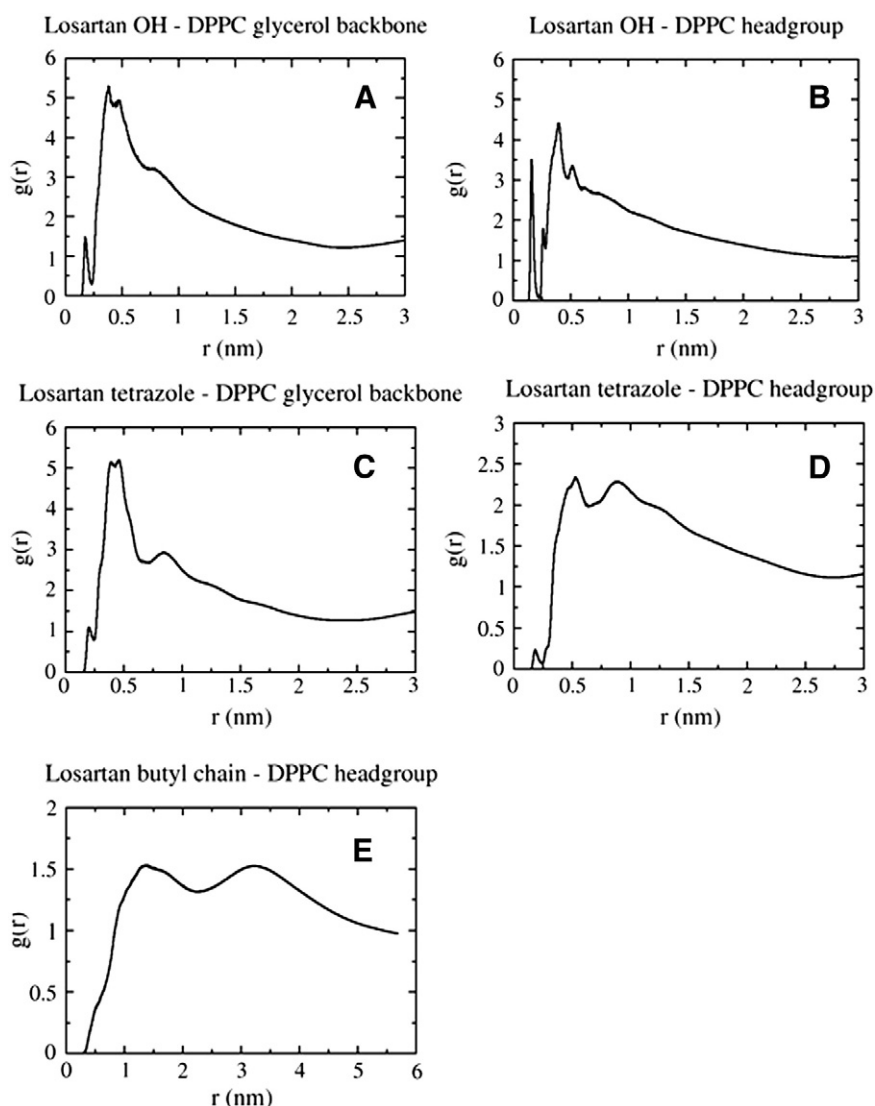 Losartan OH - DPPC glycerol backbone
A
g(r)
6
5
4
3
2
1
0
0 0.5 1 1.5 2 2.5 3
r (nm)
Losartan OH - DPPC headgroup
B
g(r)
6
5
4
3
2
1
0
0 0.5 1 1.5 2 2.5 3
r (nm)
Losartan tetrazole - DPPC glycerol backbone
C
g(r)
6
5
4
3
2
1
0
0 0.5 1 1.5 2 2.5 3
r (nm)
Losartan tetrazole - DPPC headgroup
D
g(r)
3
2.5
2
1.5
1
0.5
0
0 0.5 1 1.5 2 2.5 3
r (nm)
Losartan butyl chain - DPPC headgroup
E
g(r)
2
1.5
1
0.5
0
0 1 2 3 4 5 6
r (nm)